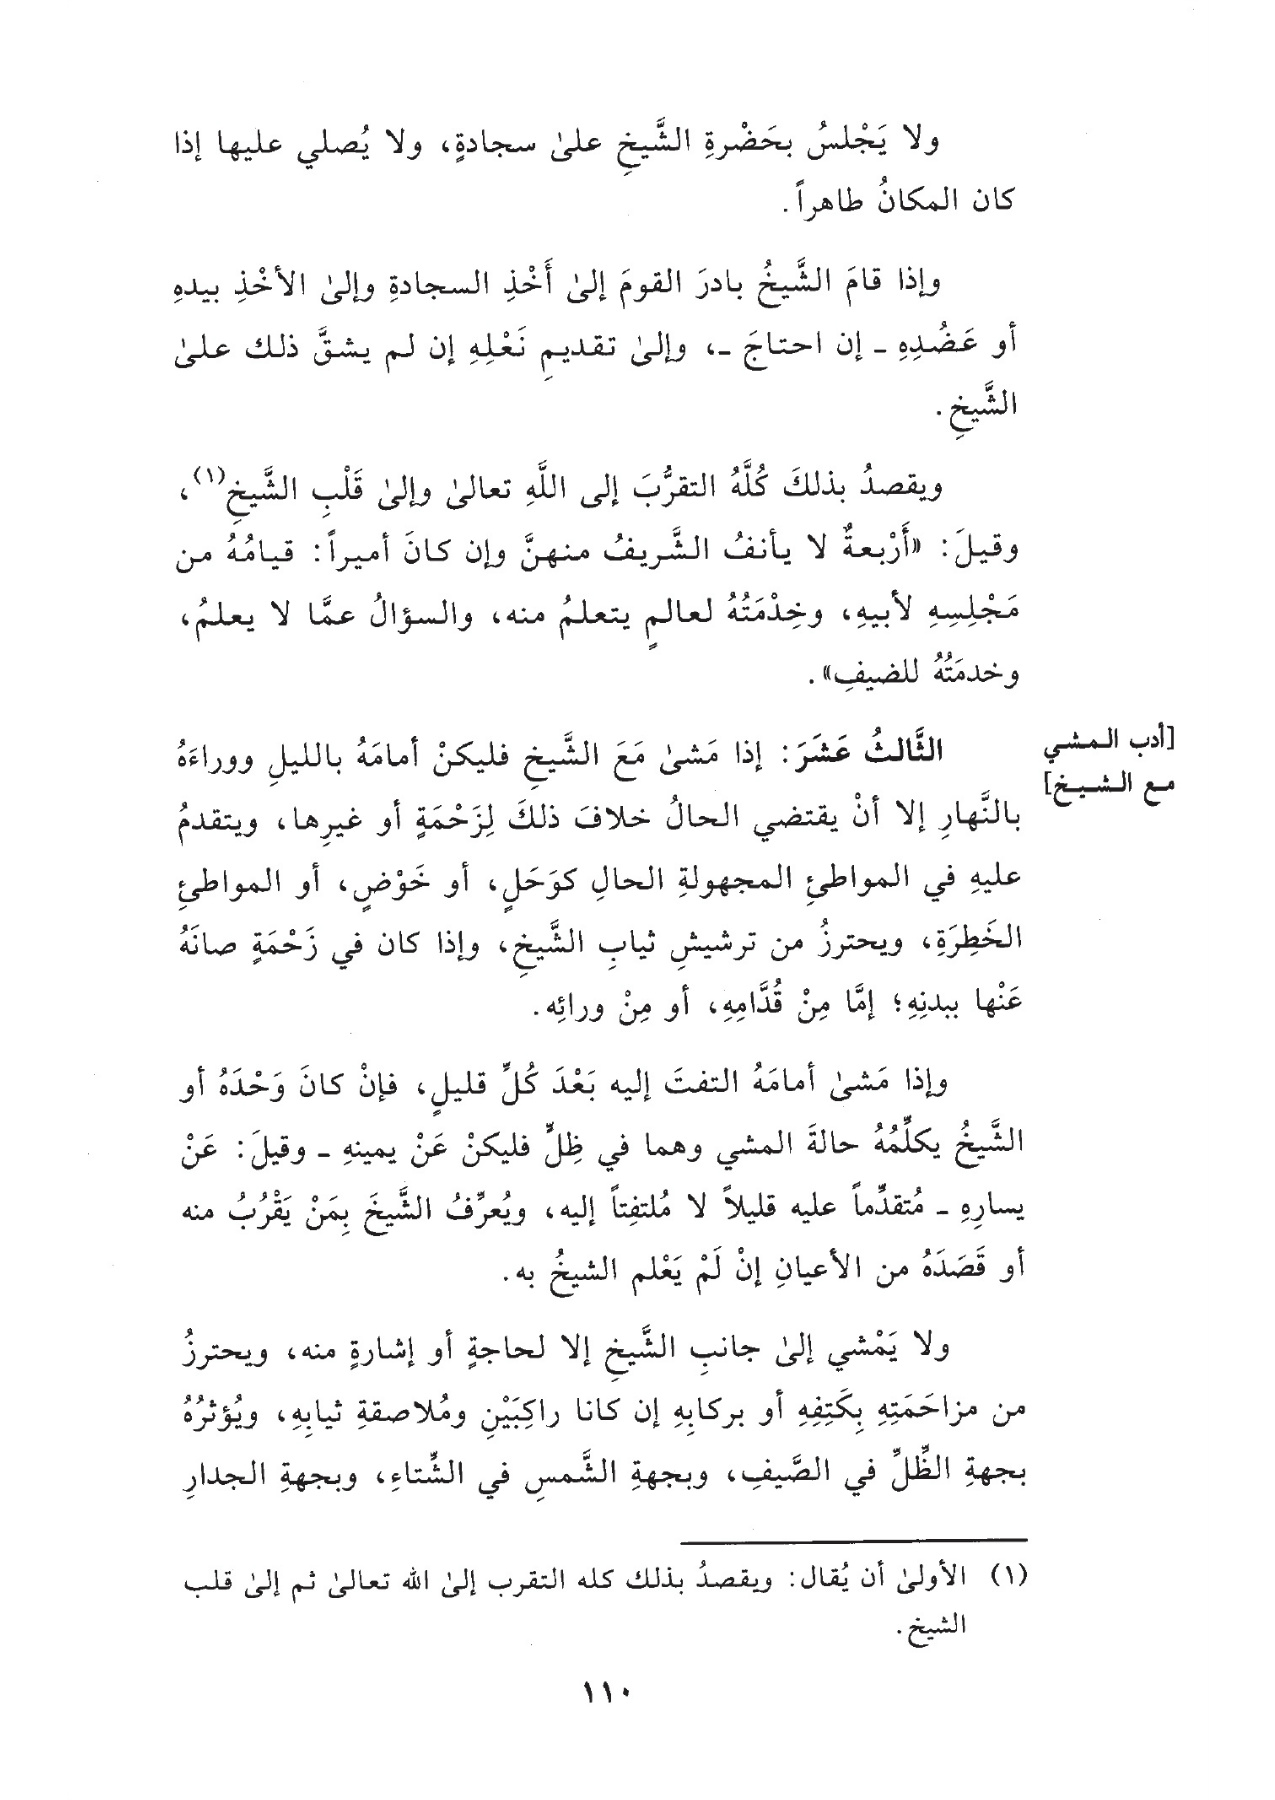 ولا يَجْلسُ بحَضْرةِ الشَّيخِ علىٰ سجادةٍ، ولا يُصلي عليها إذا
كان المكانُ طاهراً.
وإذا قامَ الشَّيخُ بادرَ القومَ إلىٰ أَخْذِ السجادةِ وإلىٰ الأخْذِ بيدهِ
أو عَضُدِهِ ـ إن احتاجَ ـ، وإلىٰ تقديمِ نَعْلِهِ إن لم يشقَّ ذلك علىٰ
الشَّيخِ.
ويقصدُ بذلكَ كُلَّهُ التقرُّبَ إلى اللَّهِ تعالىٰ وإلىٰ قَلْبِ الشَّيخِ(١)،
وقيلَ: «أَرْبعةٌ لا يأنفُ الشَّريفُ منهنَّ وإن كانَ أميراً: قيامُهُ من
مَجْلِسِهِ لأبيهِ، وخِدْمَتُهُ لعالمٍ يتعلمُ منه، والسؤالُ عمَّا لا يعلمُ،
وخدمَتُهُ للضيفِ».
[أدب المشي
مع الشيخ]
الثَّالثُ عَشَرَ: إذا مَشىٰ مَعَ الشَّيخِ فليكنْ أمامَهُ بالليلِ ووراءَهُ
بالنَّهارِ إلا أنْ يقتضي الحالُ خلافَ ذلكَ لِزَحْمَةٍ أو غيرِها، ويتقدمُ
عليهِ في المواطئِ المجهولةِ الحالِ كوَحَلٍ، أو خَوْضٍ، أو المواطئِ
الخَطِرَةِ، ويحترزُ من ترشيشِ ثيابِ الشَّيخِ، وإذا كان في زَحْمَةٍ صانَهُ
عَنْها ببدنِهِ؛ إمَّا مِنْ قُدَّامِهِ، أو مِنْ ورائِه.
وإذا مَشىٰ أمامَهُ التفتَ إليه بَعْدَ كُلِّ قليلٍ، فإنْ كانَ وَحْدَهُ أو
الشَّيخُ يكلِّمُهُ حالةَ المشي وهما في ظِلٍّ فليكنْ عَنْ يمينهِ ـ وقيلَ: عَنْ
يسارِهِ ـ مُتقدِّماً عليه قليلاً لا مُلتفِتاً إليه، ويُعرِّفُ الشَّيخَ بِمَنْ يَقْرُبُ منه
أو قَصَدَهُ من الأعيانِ إنْ لَمْ يَعْلم الشيخُ به.
ولا يَمْشي إلىٰ جانبِ الشَّيخِ إلا لحاجةٍ أو إشارةٍ منه، ويحترزُ
من مزاحَمَتِهِ بِكَتِفِهِ أو بركابِهِ إن كانا راكِبَيْنِ ومُلاصقةِ ثيابِهِ، ويُؤثرُهُ
بجهةِ الظِّلِّ في الصَّيفِ، وبجهةِ الشَّمسِ في الشِّتاءِ، وبجهةِ الجدارِ
(١) الأولىٰ أن يُقال: ويقصدُ بذلك كله التقرب إلىٰ الله تعالىٰ ثم إلىٰ قلب
الشيخ.
١١٠